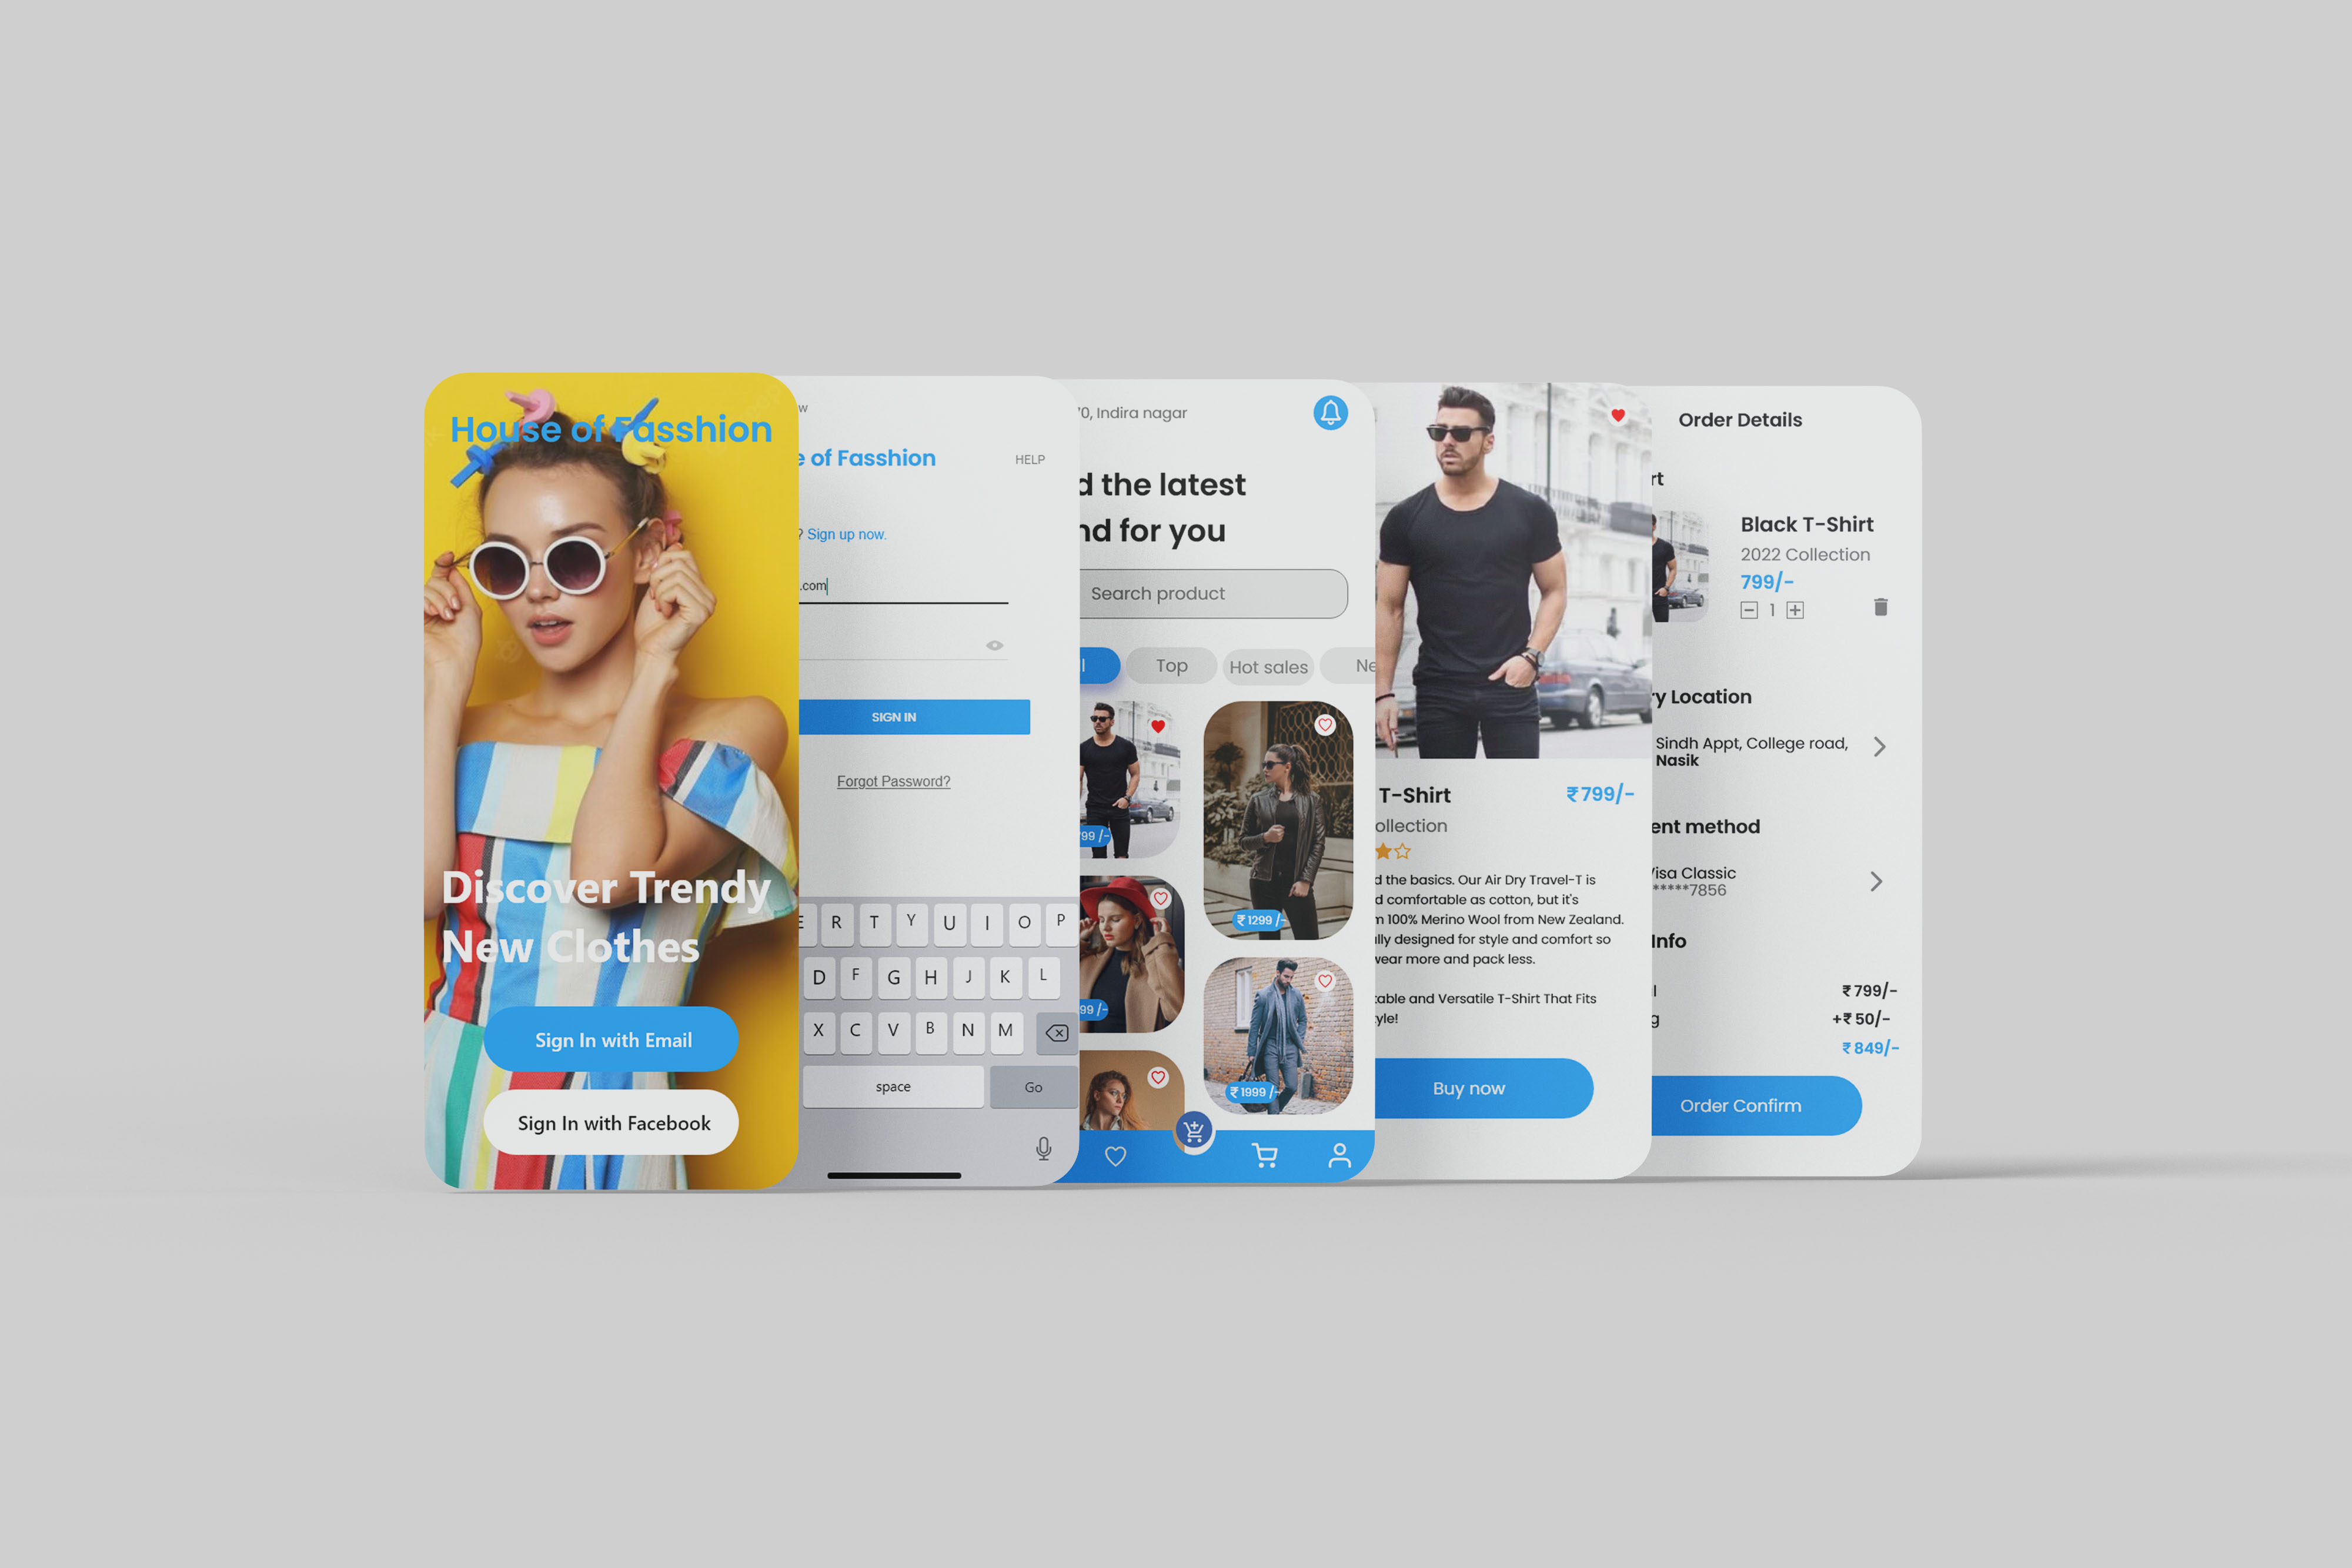 House of Fasshion
Discover Trendy
New Clothes
Sign In with Email
Sign In with Facebook
of Fasshion
HELP
? Sign up now.
.com
SIGN IN
Forgot Password?
E R T Y U I O P
D F G H J K L
X C V B N M
space
Go
70, Indira nagar
d the latest
nd for you
Search product
Top
Hot sales
Ne
99 /-
₹ 1299 /-
99 /-
₹ 1999 /-
T-Shirt
₹ 799/-
ollection
d the basics. Our Air Dry Travel-T is
d comfortable as cotton, but it's
100% Merino Wool from New Zealand.
lly designed for style and comfort so
wear more and pack less.
table and Versatile T-Shirt That Fits
tyle!
Buy now
Order Details
rt
Black T-Shirt
2022 Collection
799/-
1
ry Location
Sindh Appt, College road,
Nasik
ent method
Visa Classic
*****7856
Info
₹ 799/-
+₹ 50/-
₹ 849/-
Order Confirm